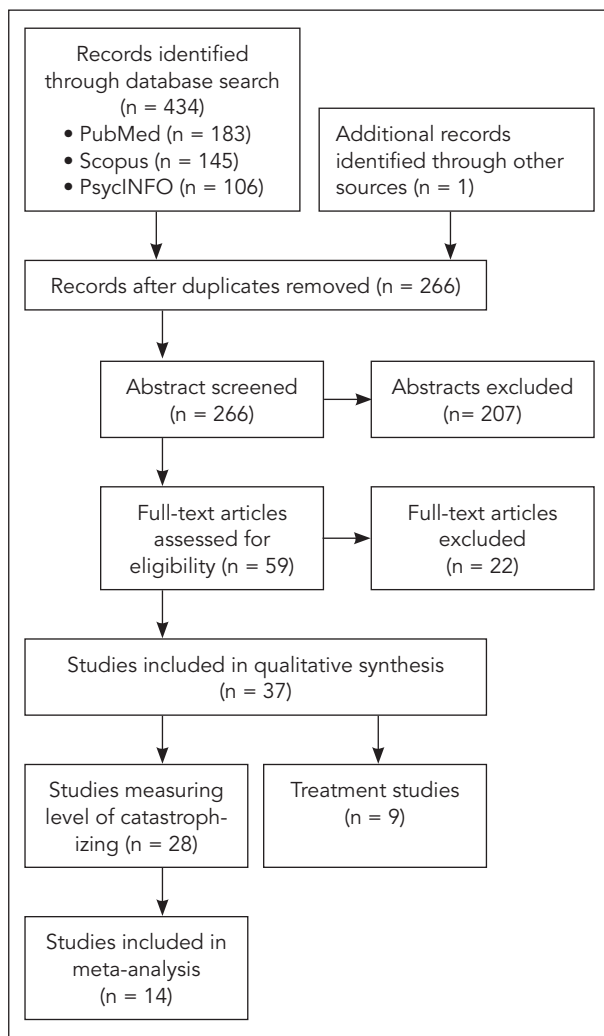 Records identified
through database search
(n = 434)
• PubMed (n = 183)
• Scopus (n = 145)
• PsycINFO (n = 106)
Additional records
identified through other
sources (n = 1)
Records after duplicates removed (n = 266)
Abstract screened
(n = 266)
Abstracts excluded
(n= 207)
Full-text articles
assessed for
eligibility (n = 59)
Full-text articles
excluded
(n = 22)
Studies included in qualitative synthesis
(n = 37)
Studies measuring
level of catastroph-
izing (n = 28)
Treatment studies
(n = 9)
Studies included in
meta-analysis
(n = 14)